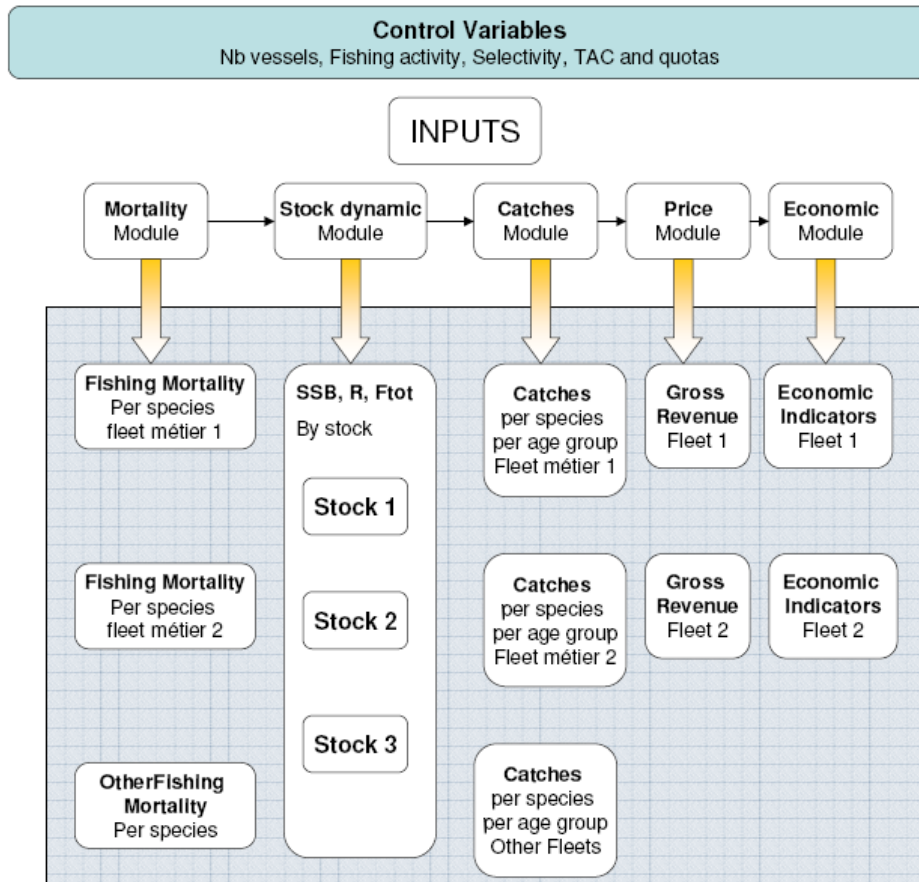 Control Variables
Nb vessels, Fishing activity, Selectivity, TAC and quotas
INPUTS
Mortality
Module
Stock dynamic
Module
Catches
Module
Price
Module
Economic
Module
Fishing Mortality
Per species
fleet métier 1
SSB, R, Ftot
By stock
Stock 1
Stock 2
Stock 3
Catches
per species
per age group
Fleet métier 1
Gross
Revenue
Fleet 1
Economic
Indicators
Fleet 1
Fishing Mortality
Per species
fleet métier 2
Catches
per species
per age group
Fleet métier 2
Gross
Revenue
Fleet 2
Economic
Indicators
Fleet 2
OtherFishing
Mortality
Per species
Catches
per species
per age group
Other Fleets